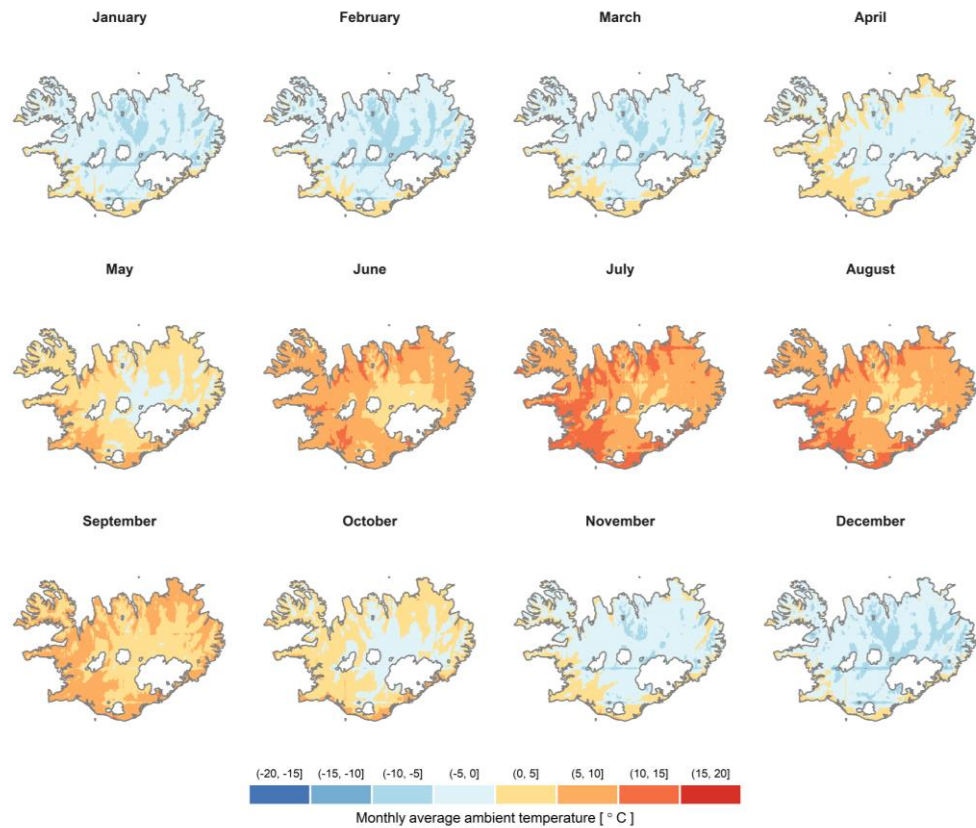 January February March April
May June July August
September October November December
(-20, -15] (-15, -10] (-10, -5] (-5, 0] (0, 5] (5, 10] (10, 15] (15, 20]
Monthly average ambient temperature [ ° C ]